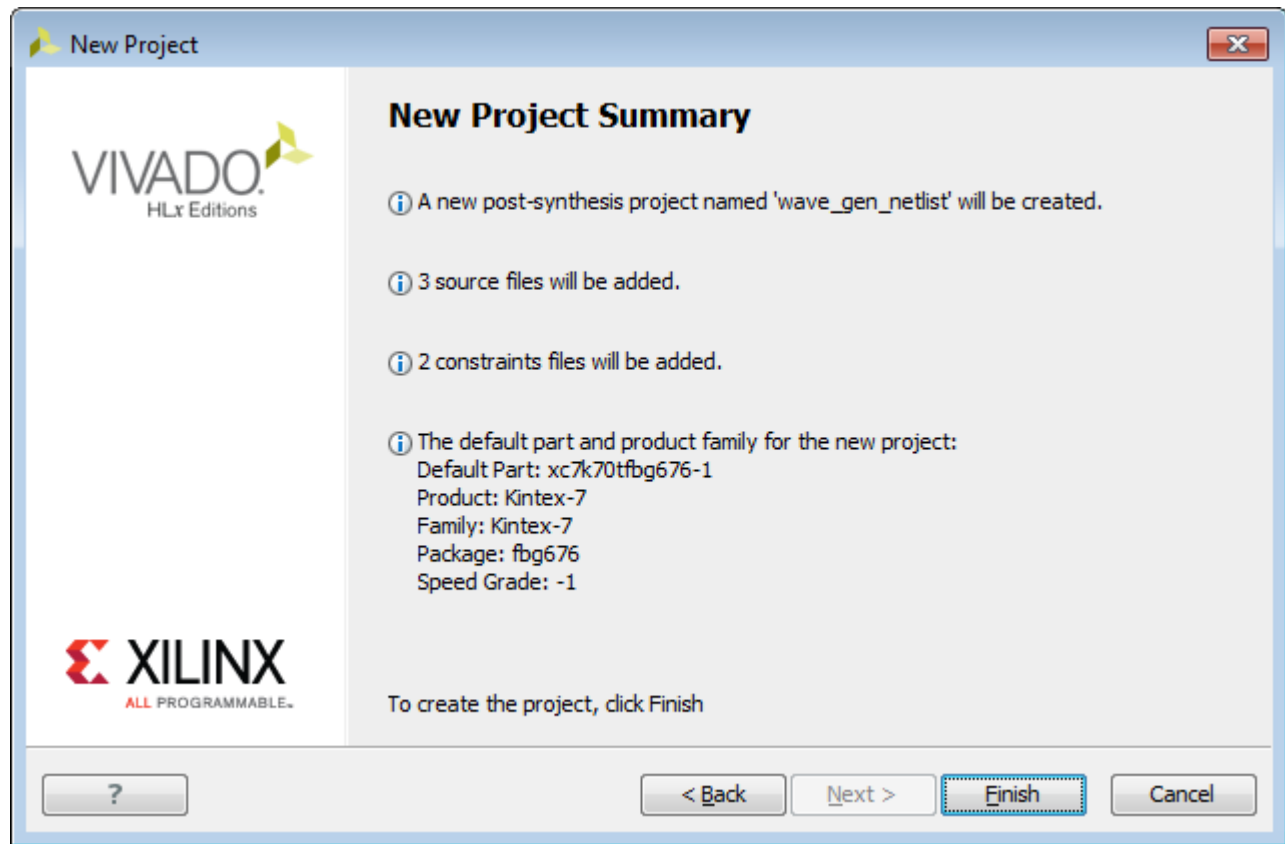 New Project
VIVADO.
HLx Editions
New Project Summary
A new post-synthesis project named 'wave_gen_netlist' will be created.
3 source files will be added.
2 constraints files will be added.
The default part and product family for the new project:
Default Part: xc7k70tfbg676-1
Product: Kintex-7
Family: Kintex-7
Package: fbg676
Speed Grade: -1
XILINX
ALL PROGRAMMABLE™
To create the project, click Finish
?
< Back
Next >
Finish
Cancel